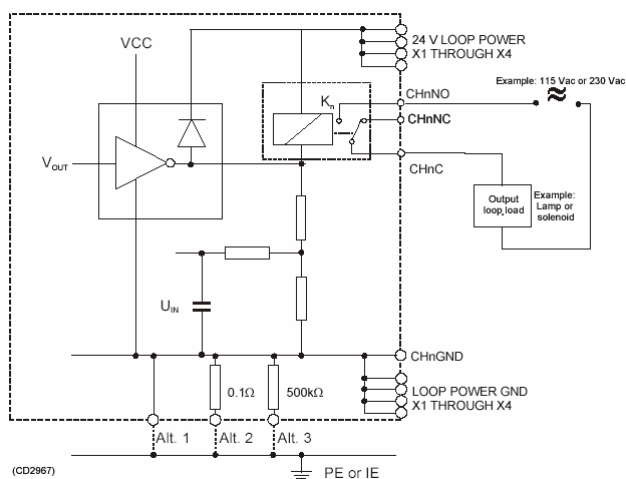 VCC
24 V LOOP POWER
X1 THROUGH X4
Example: 115 Vac or 230 Vac
Kn
CHnNO
CHnNC
VOUT
CHnC
Output
loop load
Example:
Lamp or
solenoid
UIN
CHnGND
0.1Ω
500kΩ
LOOP POWER GND
X1 THROUGH X4
Alt. 1
Alt. 2
Alt. 3
(CD2967)
PE or IE